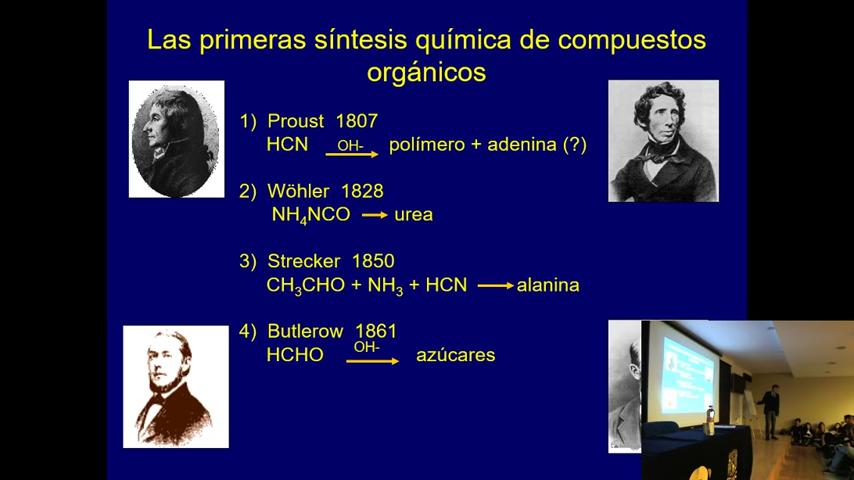 Las primeras síntesis química de compuestos
orgánicos
1) Proust 1807
HCN OH- polímero + adenina (?)
2) Wöhler 1828
NH4NCO → urea
3) Strecker 1850
CH3CHO + NH3 + HCN → alanina
4) Butlerow 1861
HCHO OH- azúcares